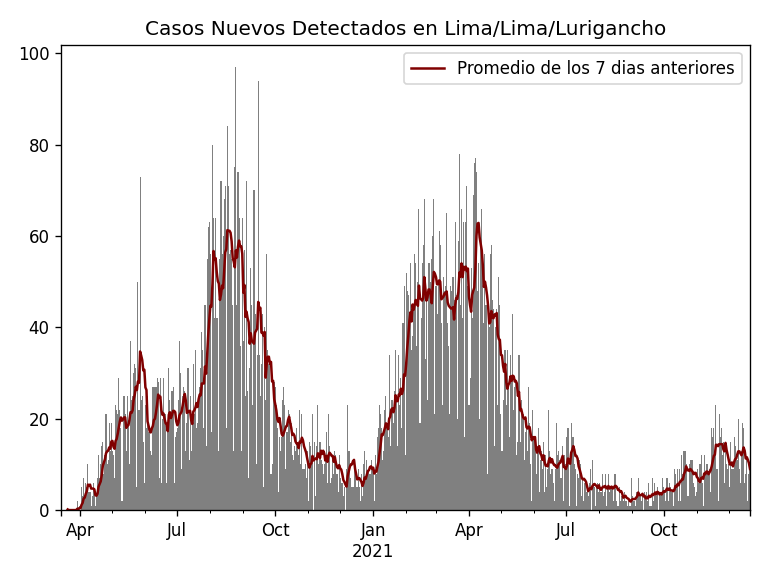 Casos Nuevos Detectados en Lima/Lima/Lurigancho
Promedio de los 7 dias anteriores
100
80
60
40
20
0
Apr Jul Oct Jan Apr Jul Oct
2021